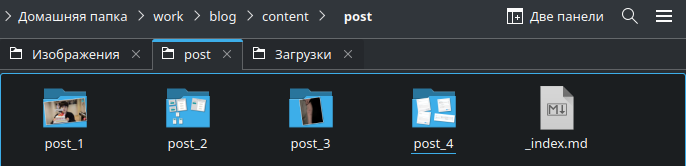 > Домашняя папка > work > blog > content > post Две панели
Изображения × post × Загрузки ×
post_1 post_2 post_3 post_4 _index.md